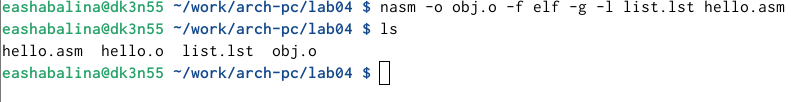 eashabalina@dk3n55 ~/work/arch-pc/lab04 $ nasm -o obj.o -f elf -g -l list.lst hello.asm
eashabalina@dk3n55 ~/work/arch-pc/lab04 $ ls
hello.asm  hello.o  list.lst  obj.o
eashabalina@dk3n55 ~/work/arch-pc/lab04 $